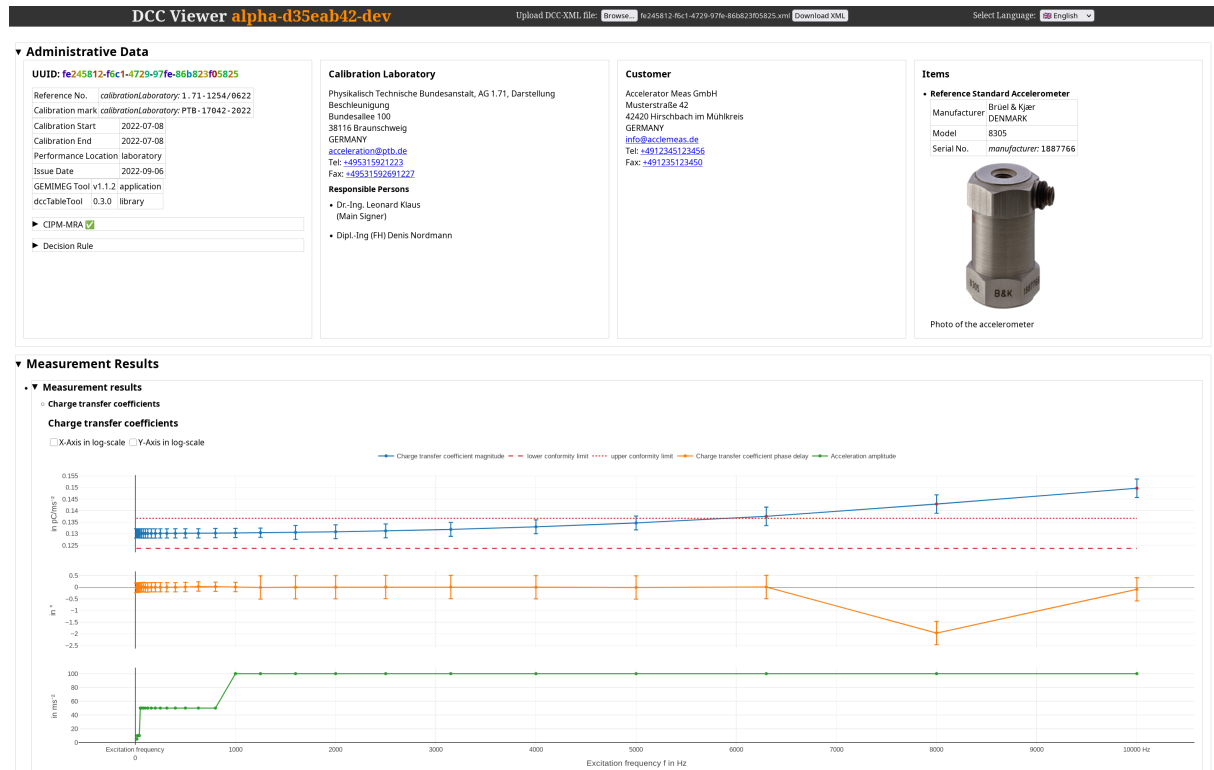 DCC Viewer alpha-d35eab42-dev
Upload DCC-XML file: Browse... fe245812-f6c1-4729-97fe-86b823f05825.xml Download XML
Select Language: English
Administrative Data
UUID: fe245812-f6c1-4729-97fe-86b823f05825
Reference No. calibrationLaboratory: 1.71-1254/0622
Calibration mark calibrationLaboratory: PTB-17042-2022
Calibration Start 2022-07-08
Calibration End 2022-07-08
Performance Location laboratory
Issue Date 2022-09-06
GEMIMEG Tool v1.1.2 application
dccTableTool 0.3.0 library
CIPM-MRA ✅
Decision Rule
Calibration Laboratory
Physikalisch Technische Bundesanstalt, AG 1.71, Darstellung
Beschleunigung
Bundesallee 100
38116 Braunschweig
GERMANY
acceleration@ptb.de
Tel: +495315921223
Fax: +49531592691227
Responsible Persons
• Dr.-Ing. Leonard Klaus
(Main Signer)
• Dipl.-Ing (FH) Denis Nordmann
Customer
Accelerator Meas GmbH
Musterstraße 42
42420 Hirschbach im Mühlkreis
GERMANY
info@acclemeas.de
Tel: +4912345123456
Fax: +491235123450
Items
• Reference Standard Accelerometer
Manufacturer Brüel & Kjær
DENMARK
Model 8305
Serial No. manufacturer: 1887766
8305 B&K
Photo of the accelerometer
Measurement Results
Measurement results
Charge transfer coefficients
Charge transfer coefficients
X-Axis in log-scale Y-Axis in log-scale
Charge transfer coefficient magnitude lower conformity limit upper conformity limit Charge transfer coefficient phase delay Acceleration amplitude
0.155
0.15
0.145
0.14
0.135
0.13
0.125
in pC/ms⁻²
0.5
0
−0.5
−1
−1.5
−2
−2.5
in °
100
80
60
40
20
0
in ms⁻²
Excitation frequency
0 1000 2000 3000 4000 5000 6000 7000 8000 9000 10000 Hz
Excitation frequency f in Hz